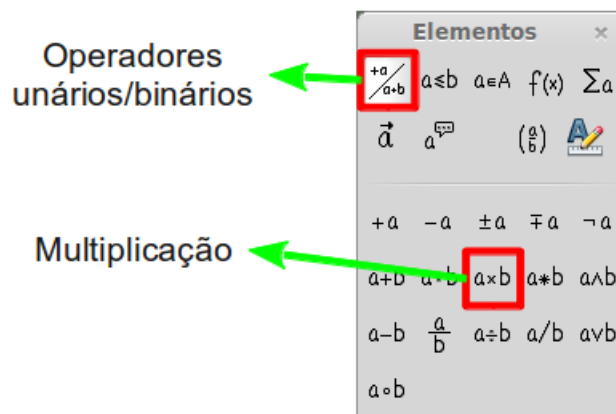 Elementos ×
Operadores
unários/binários
+a/a+b a≤b a∈A f(x) Σa
a⃗ a (a/b) A
+a −a ±a ∓a ¬a
Multiplicação
a+b a·b a×b a∗b a∧b
a−b a/b a÷b a/b a∨b
a∘b